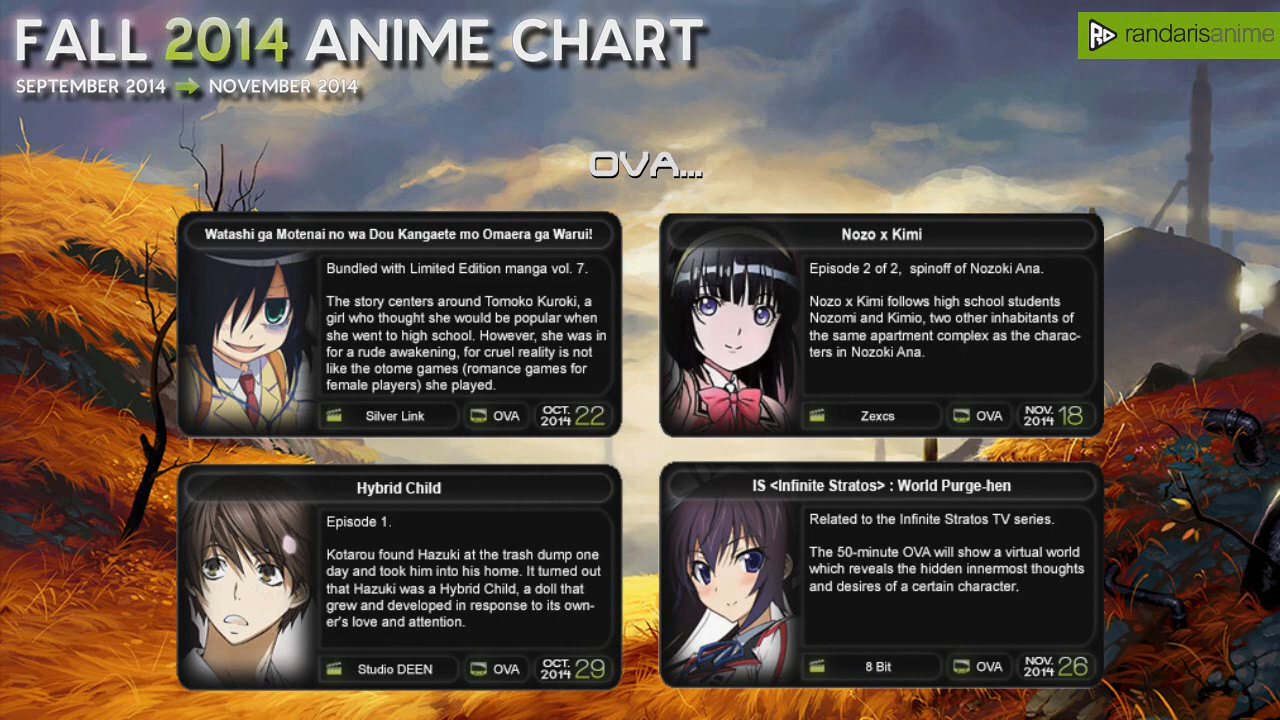 FALL 2014 ANIME CHART
randarisanime
SEPTEMBER 2014 NOVEMBER 2014
OVA...
Watashi ga Motenai no wa Dou Kangaete mo Omaera ga Warui!
Bundled with Limited Edition manga vol. 7.
The story centers around Tomoko Kuroki, a
girl who thought she would be popular when
she went to high school. However, she was in
for a rude awakening, for cruel reality is not
like the otome games (romance games for
female players) she played.
Silver Link
OVA
OCT.
2014 22
Nozo x Kimi
Episode 2 of 2,  spinoff of Nozoki Ana.
Nozo x Kimi follows high school students
Nozomi and Kimio, two other inhabitants of
the same apartment complex as the charac-
ters in Nozoki Ana.
Zexcs
OVA
NOV.
2014 18
Hybrid Child
Episode 1.
Kotarou found Hazuki at the trash dump one
day and took him into his home. It turned out
that Hazuki was a Hybrid Child, a doll that
grew and developed in response to its own-
er's love and attention.
Studio DEEN
OVA
OCT.
2014 29
IS <Infinite Stratos> : World Purge-hen
Related to the Infinite Stratos TV series.
The 50-minute OVA will show a virtual world
which reveals the hidden innermost thoughts
and desires of a certain character.
8 Bit
OVA
NOV.
2014 26